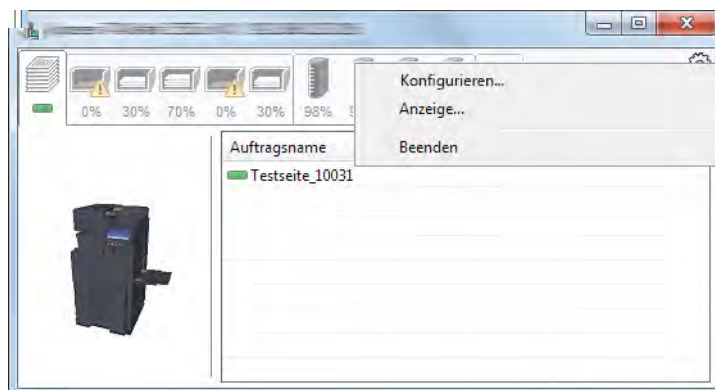 Konfigurieren...
Anzeige...
Beenden
0% 30% 70% 0% 30% 98%
Auftragsname
Testseite_10031